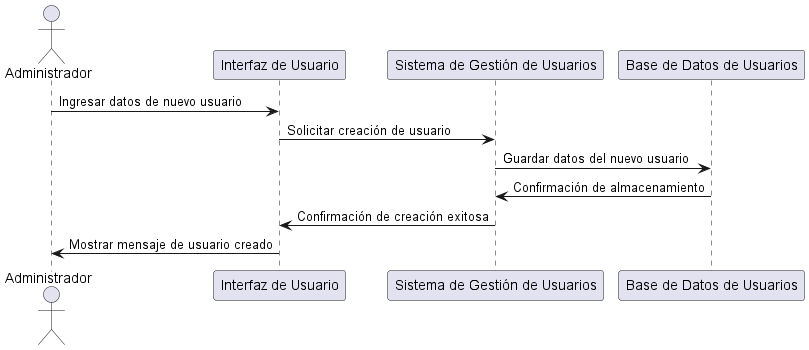 Administrador
Interfaz de Usuario
Sistema de Gestión de Usuarios
Base de Datos de Usuarios
Ingresar datos de nuevo usuario
Solicitar creación de usuario
Guardar datos del nuevo usuario
Confirmación de almacenamiento
Confirmación de creación exitosa
Mostrar mensaje de usuario creado
Administrador
Interfaz de Usuario
Sistema de Gestión de Usuarios
Base de Datos de Usuarios